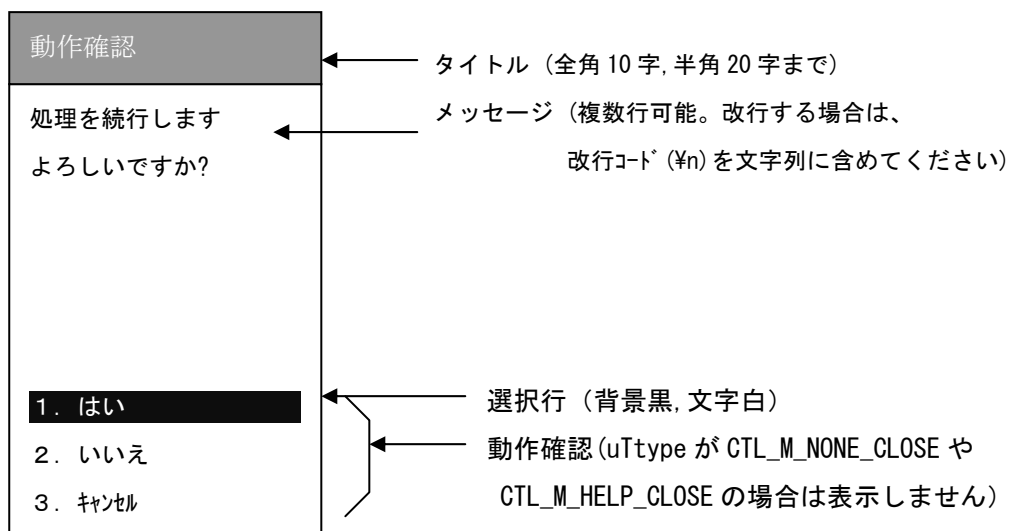 動作確認
タイトル (全角10字,半角20字まで)
処理を続行します
よろしいですか?
メッセージ (複数行可能。改行する場合は、
改行ｺｰﾄﾞ(¥n)を文字列に含めてください)
1. はい
2. いいえ
3. ｷｬﾝｾﾙ
選択行 (背景黒,文字白)
動作確認(uTtype が CTL_M_NONE_CLOSE や
CTL_M_HELP_CLOSE の場合は表示しません)